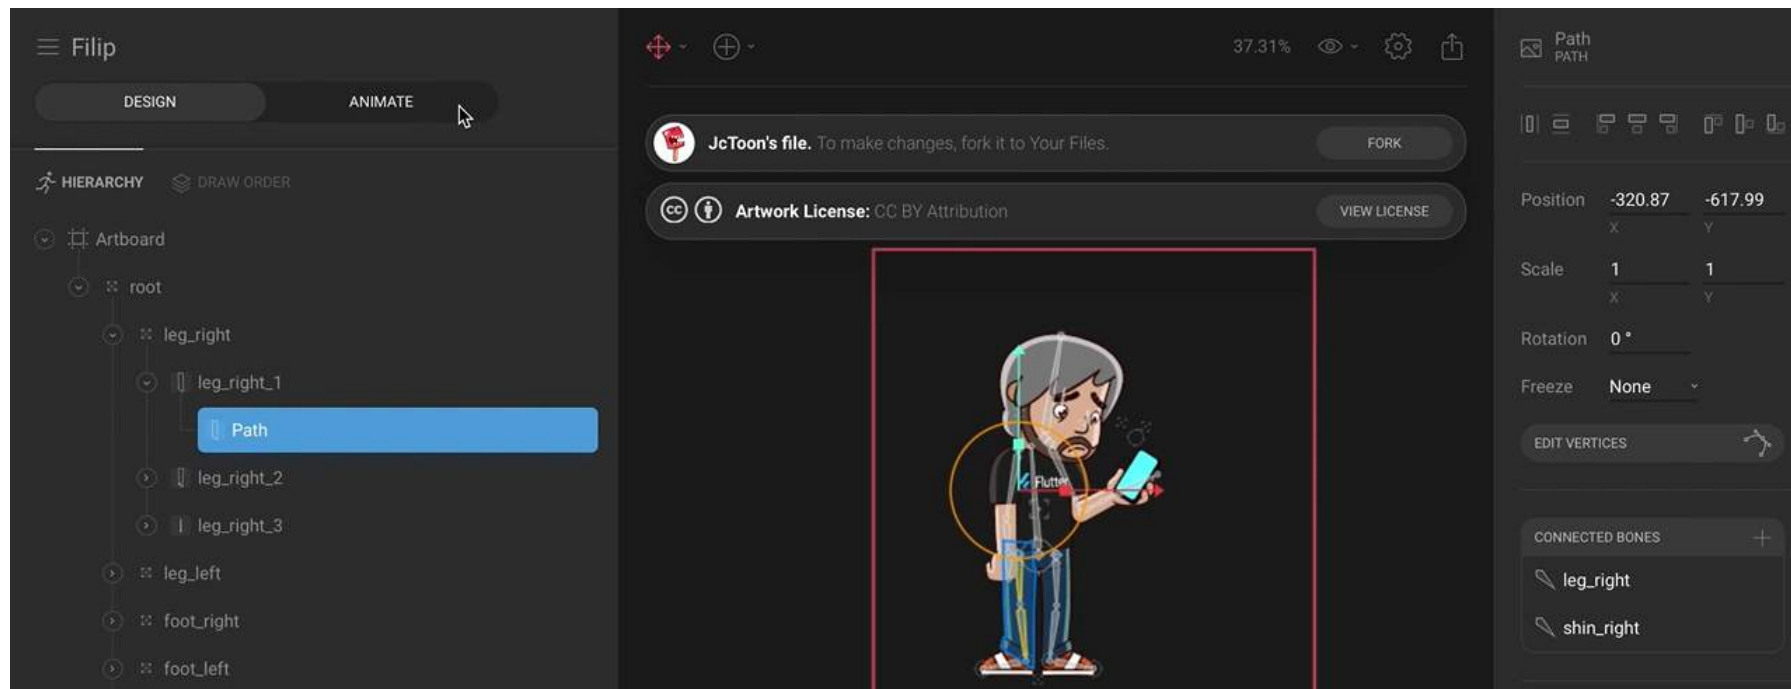 Filip
DESIGN ANIMATE
HIERARCHY DRAW ORDER
Artboard
root
leg_right
leg_right_1
Path
leg_right_2
leg_right_3
leg_left
foot_right
foot_left
37.31%
JcToon's file. To make changes, fork it to Your Files. FORK
cc Artwork License: CC BY Attribution VIEW LICENSE
Flutter
Path
PATH
Position -320.87 -617.99
X Y
Scale 1 1
X Y
Rotation 0 °
Freeze None
EDIT VERTICES
CONNECTED BONES
leg_right
shin_right